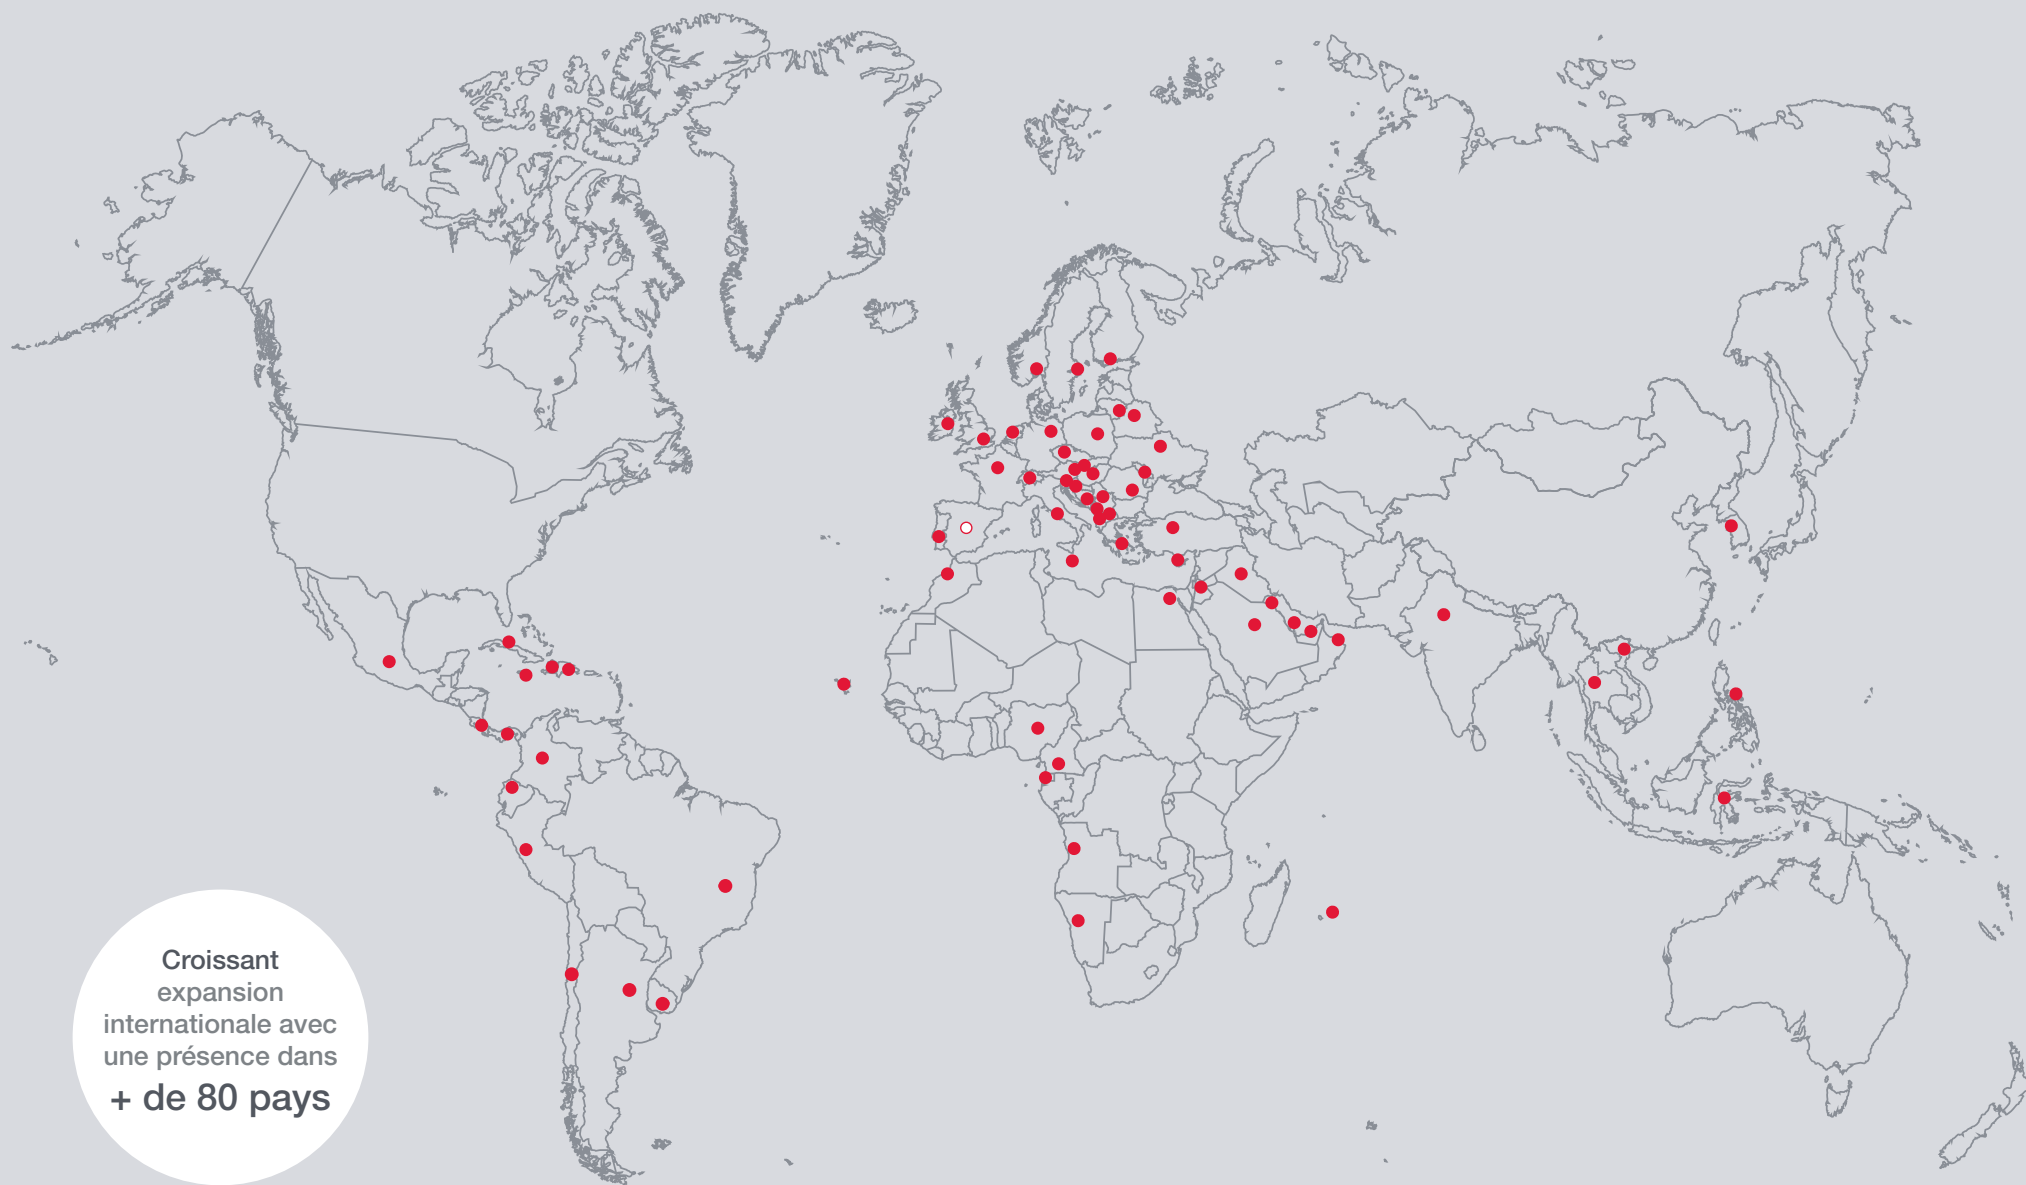 Croissant
expansion
internationale avec
une présence dans
+ de 80 pays